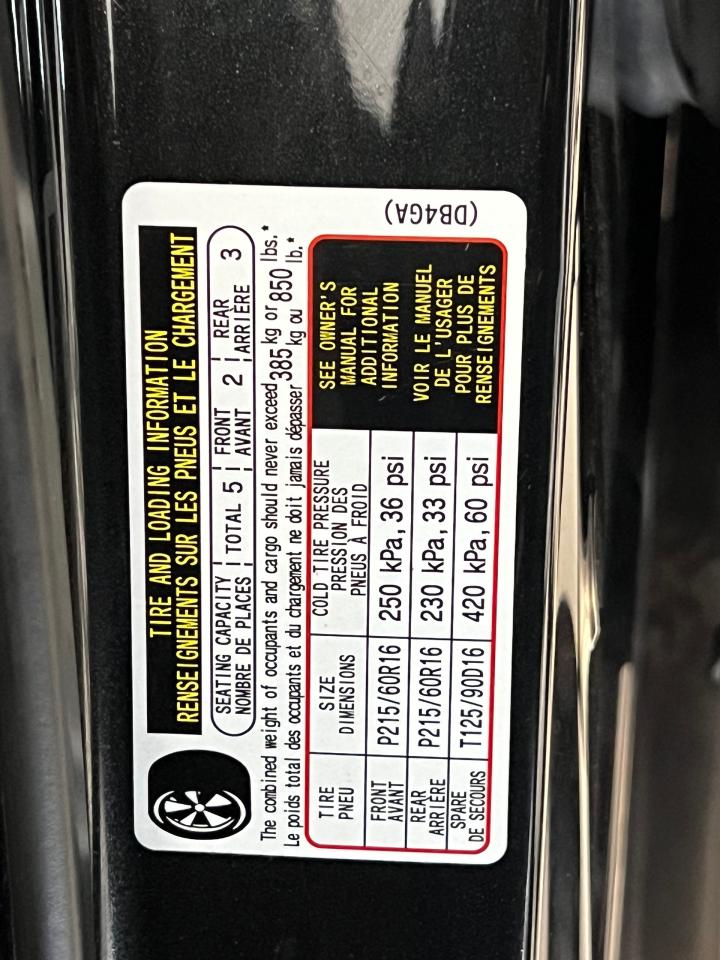 TIRE AND LOADING INFORMATION
RENSEIGNEMENTS SUR LES PNEUS ET LE CHARGEMENT
SEATING CAPACITY TOTAL 5 FRONT 2 REAR 3
NOMBRE DE PLACES AVANT ARRIÈRE
The combined weight of occupants and cargo should never exceed 385 kg or 850 lbs.*
Le poids total des occupants et du chargement ne doit jamais dépasser kg ou lb.*
TIRE SIZE COLD TIRE PRESSURE
PNEU DIMENSIONS PRESSION DES
PNEUS À FROID
FRONT P215/60R16 250 kPa, 36 psi
AVANT
REAR P215/60R16 230 kPa, 33 psi
ARRIÈRE
SPARE T125/90D16 420 kPa, 60 psi
DE SECOURS
SEE OWNER'S
MANUAL FOR
ADDITIONAL
INFORMATION
VOIR LE MANUEL
DE L'USAGER
POUR PLUS DE
RENSEIGNEMENTS
(DB4GA)